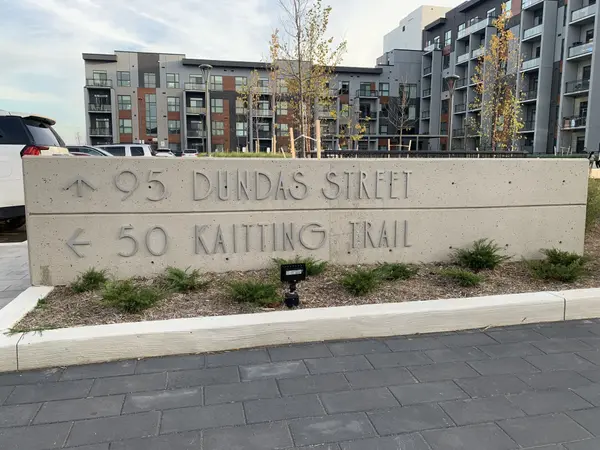 ↑ 95 DUNDAS STREET
← 50 KAITTING TRAIL